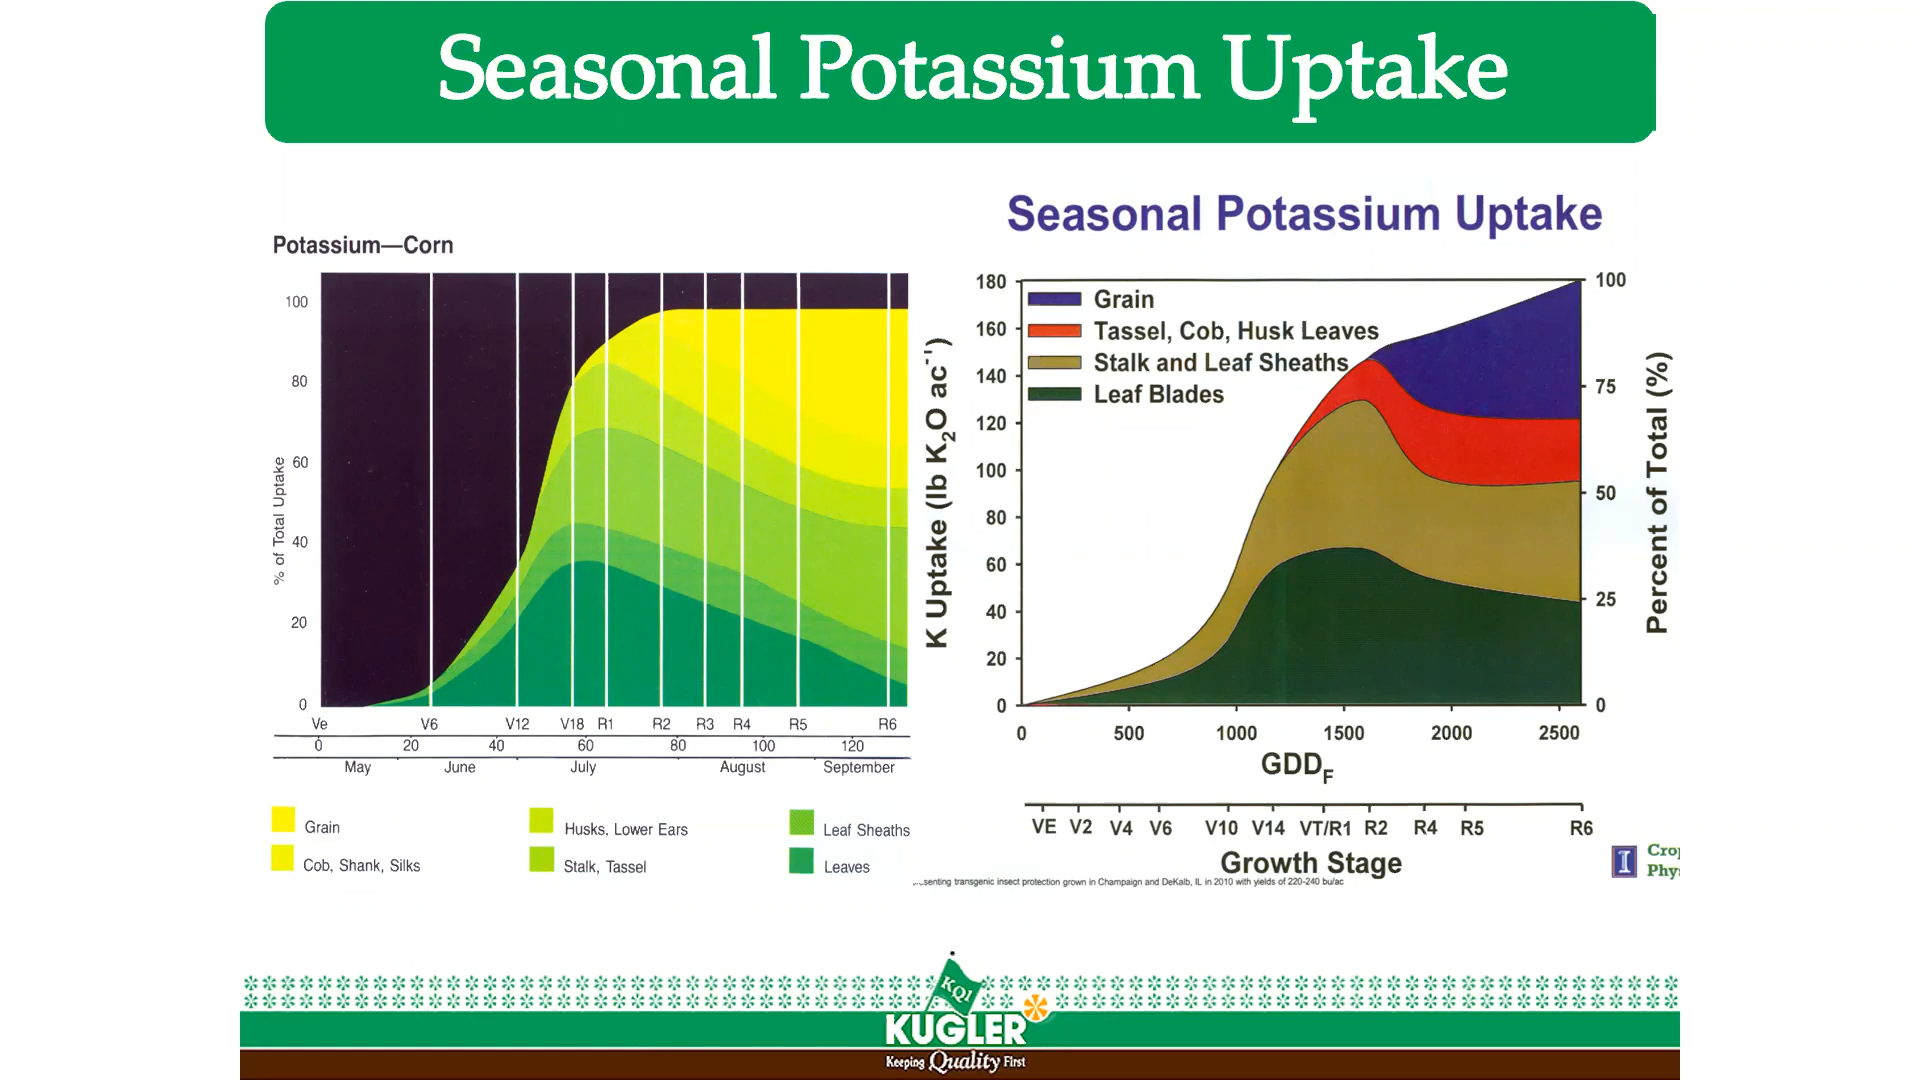 Seasonal Potassium Uptake
Potassium—Corn
% of Total Uptake
100
80
60
40
20
0
Ve V6 V12 V18 R1 R2 R3 R4 R5 R6
0 20 40 60 80 100 120
May June July August September
Grain
Husks, Lower Ears
Leaf Sheaths
Cob, Shank, Silks
Stalk, Tassel
Leaves
Seasonal Potassium Uptake
K Uptake (lb K₂O ac⁻¹)
180
160
140
120
100
80
60
40
20
0
Grain
Tassel, Cob, Husk Leaves
Stalk and Leaf Sheaths
Leaf Blades
100
75
50
25
0
Percent of Total (%)
0 500 1000 1500 2000 2500
GDD_F
VE V2 V4 V6 V10 V14 VT/R1 R2 R4 R5 R6
Growth Stage
senting transgenic insect protection grown in Champaign and DeKalb, IL in 2010 with yields of 220-240 bu/ac
I
KQ1
KUGLER
Keeping Quality First